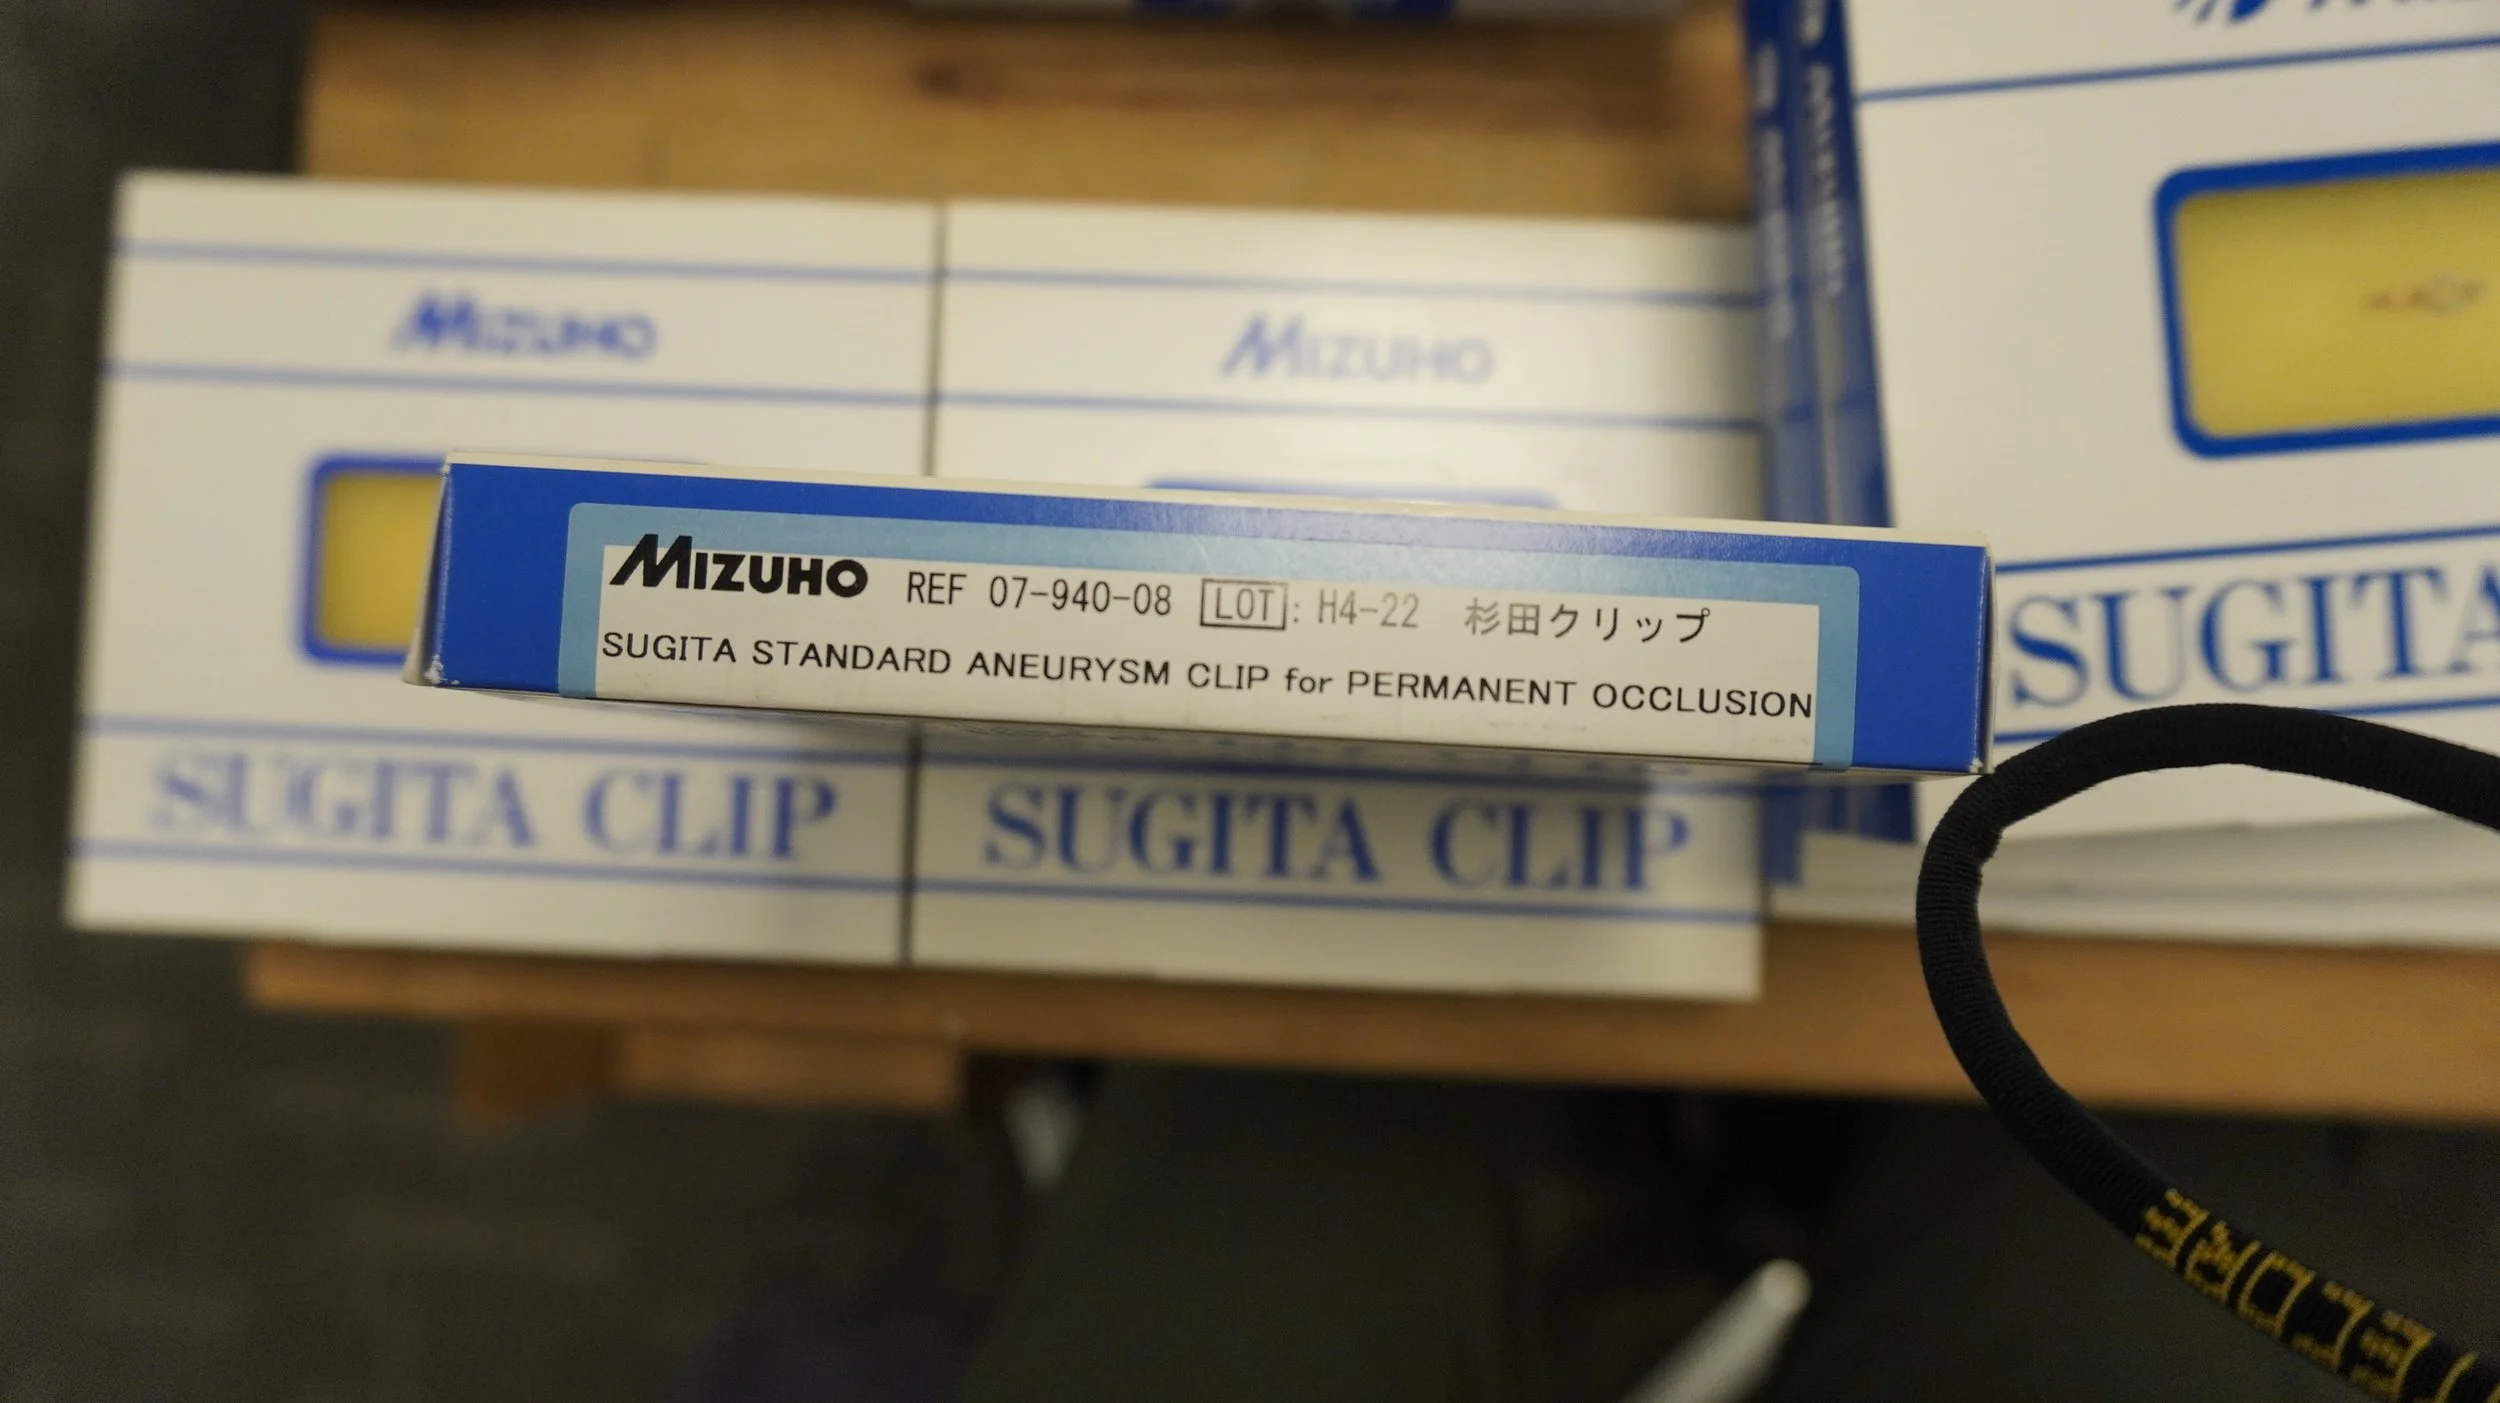 MIZUHO
MIZUHO
MIZUHO REF 07-940-08 LOT: H4-22 杉田クリップ
SUGITA STANDARD ANEURYSM CLIP for PERMANENT OCCLUSION
SUGITA CLIP
SUGITA CLIP
SUGITA